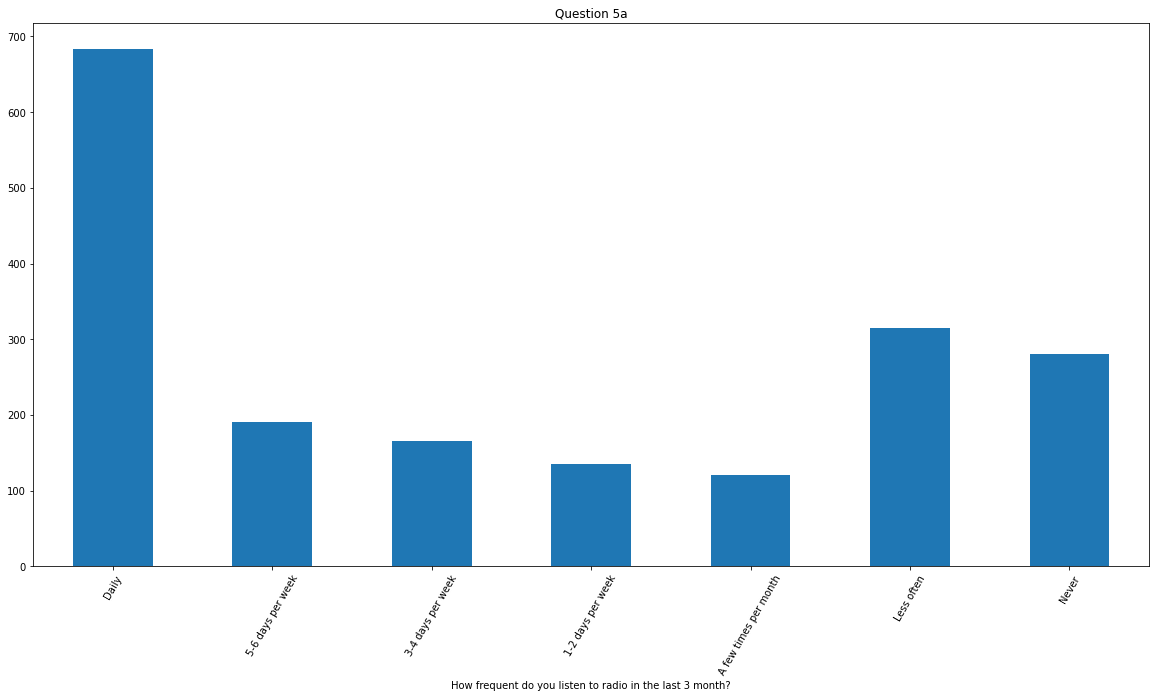 Question 5a
700
600
500
400
300
200
100
0
Daily
5-6 days per week
3-4 days per week
1-2 days per week
A few times per month
Less often
Never
How frequent do you listen to radio in the last 3 month?